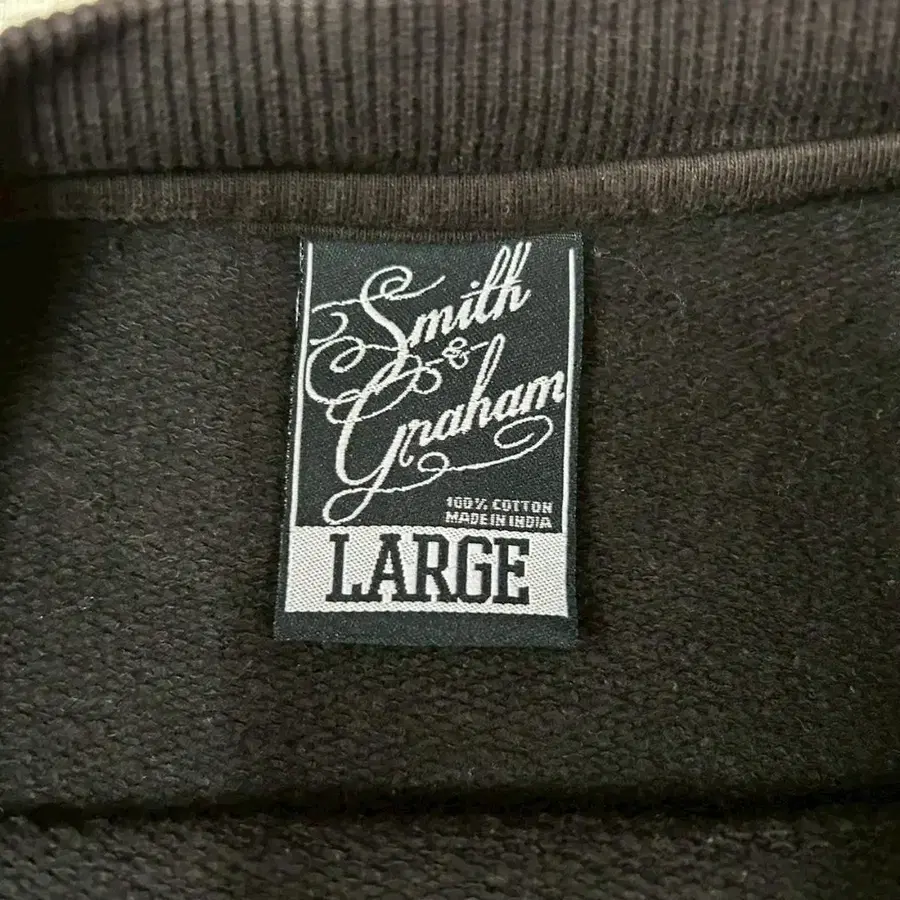 Smith
&
Graham
100% COTTON
MADE IN INDIA
LARGE